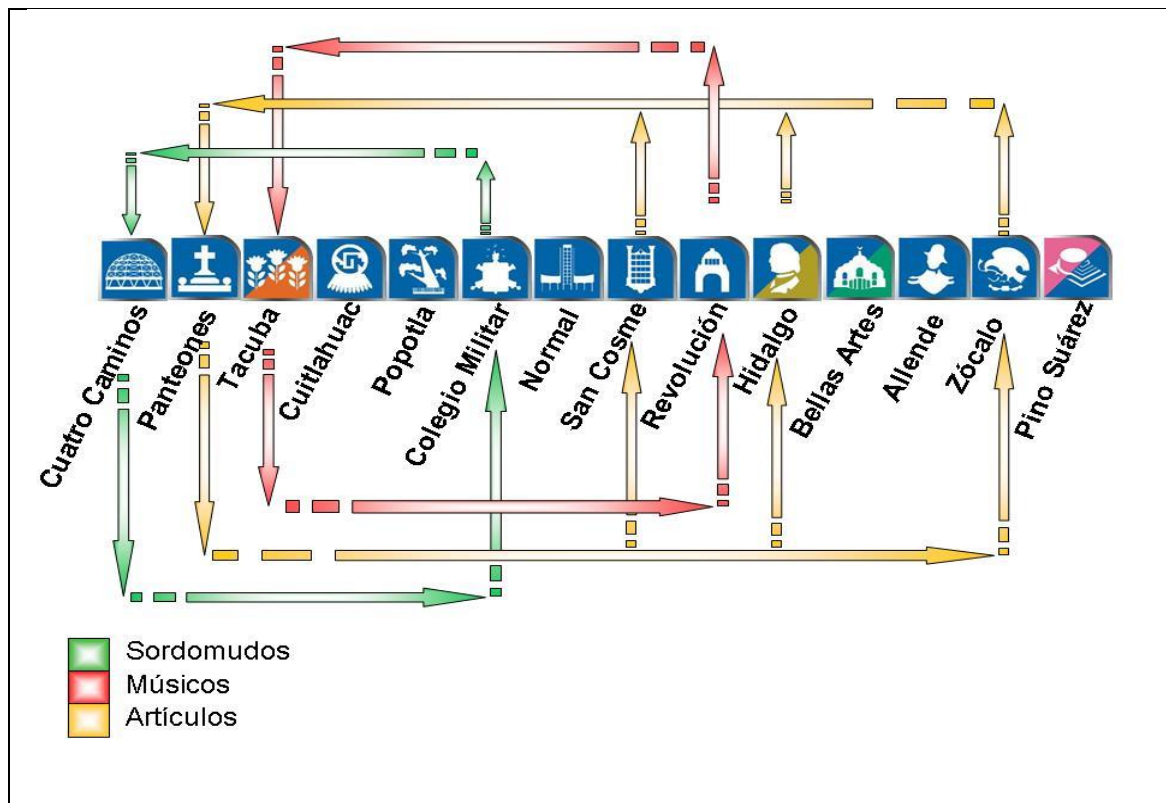 Cuatro Caminos
Panteones
Tacuba
Cuitlahuac
Popotla
Colegio Militar
Normal
San Cosme
Revolución
Hidalgo
Bellas Artes
Allende
Zócalo
Pino Suárez
Sordomudos
Músicos
Artículos